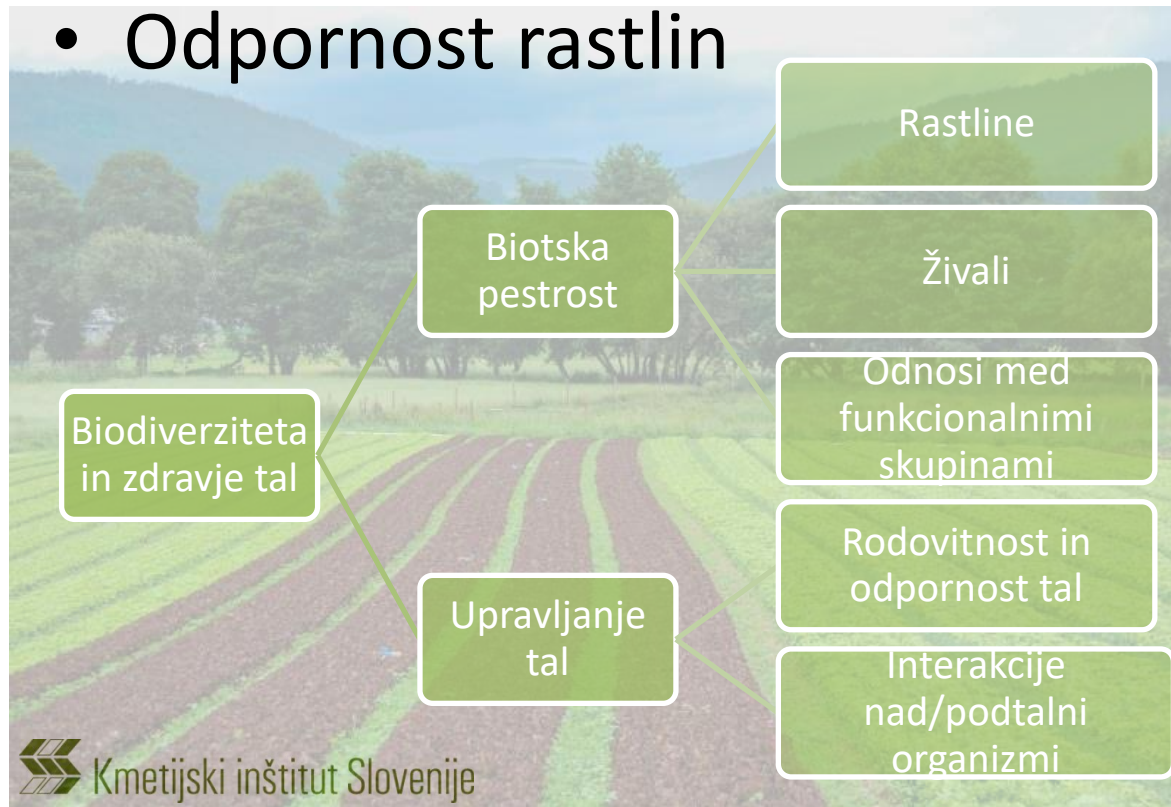 • Odpornost rastlin
Rastline
Biotska
pestrost
Živali
Odnosi med
funkcionalnimi
skupinami
Biodiverziteta
in zdravje tal
Rodovitnost in
odpornost tal
Upravljanje
tal
Interakcije
nad/podtalni
organizmi
Kmetijski inštitut Slovenije